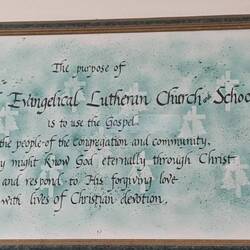 The purpose of
Evangelical Lutheran Church and School
is to use the Gospel
the people of the congregation and community.
might Know God eternally through Christ
and respond to His forgiving love
with lives of Christian devotion.